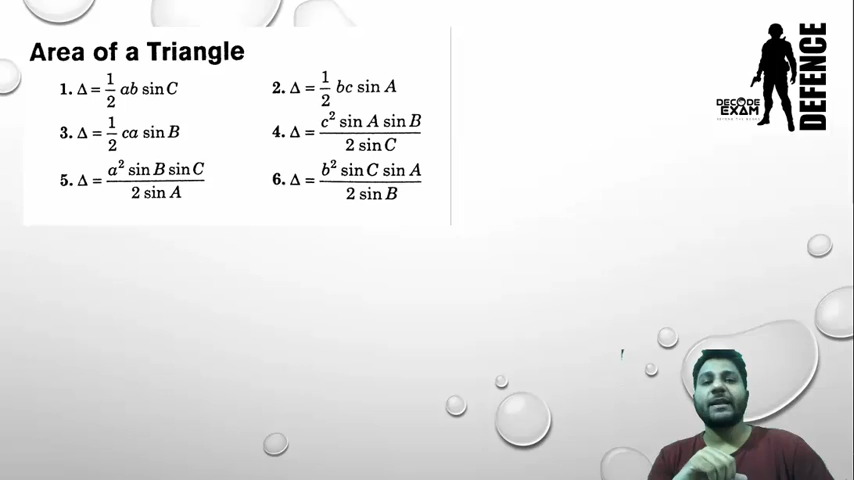 Area of a Triangle
1. Δ = 1/2 ab sin C
2. Δ = 1/2 bc sin A
3. Δ = 1/2 ca sin B
4. Δ = c² sin A sin B / 2 sin C
5. Δ = a² sin B sin C / 2 sin A
6. Δ = b² sin C sin A / 2 sin B
DECODE
EXAM
DEFENCE